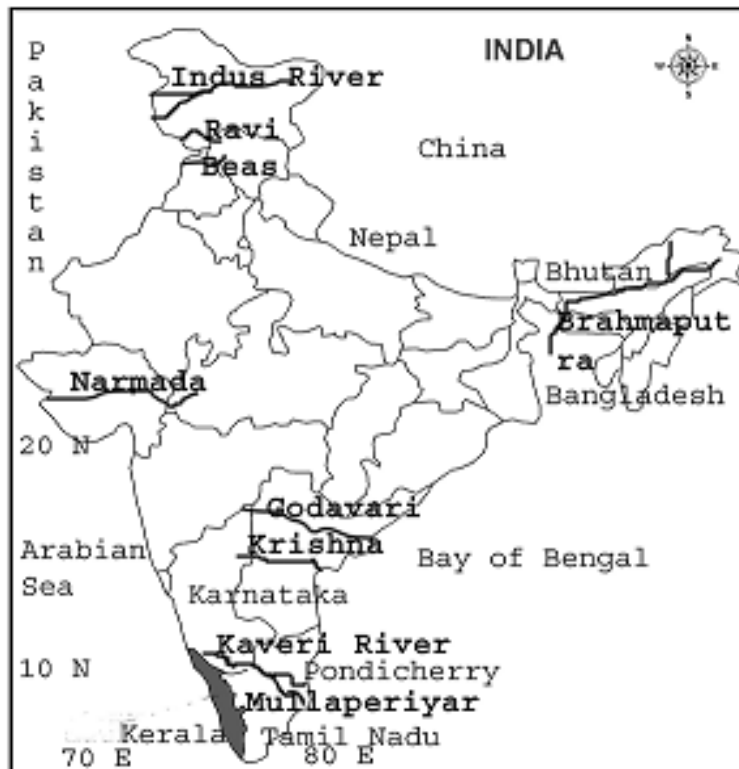 INDIA
Pakistan
Indus River
Ravi
Beas
China
Nepal
Bhutan
Brahmaput
ra
Bangladesh
Narmada
20 N
Godavari
Krishna
Arabian
Sea
Bay of Bengal
Karnataka
Kaveri River
10 N
Pondicherry
Mullaperiyar
Kerala
Tamil Nadu
70 E
80 E